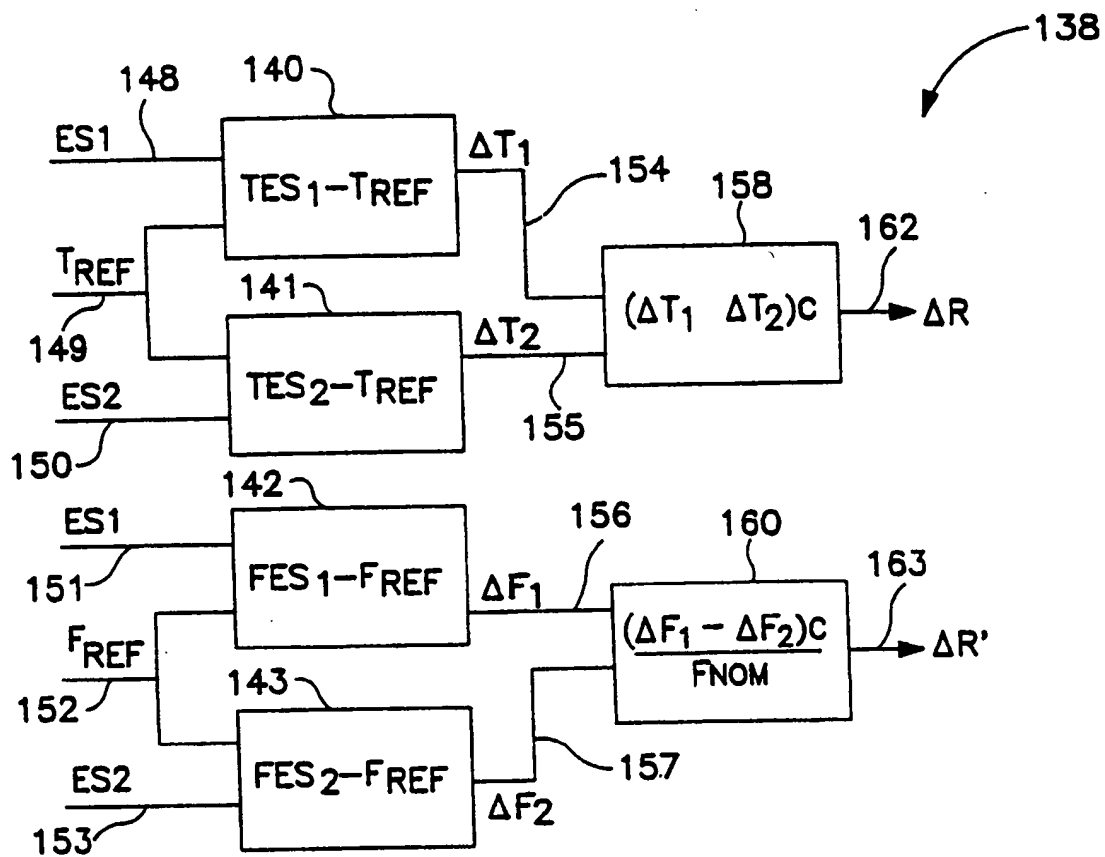 138
148
140
ES1
ΔT1
TES1-TREF
154
158
162
TREF
149
141
(ΔT1 ΔT2)C
ΔR
ΔT2
TES2-TREF
155
ES2
150
142
ES1
151
FES1-FREF
ΔF1
156
160
163
FREF
152
143
(ΔF1 - ΔF2)C
FNOM
ΔR'
FES2-FREF
157
ES2
153
ΔF2